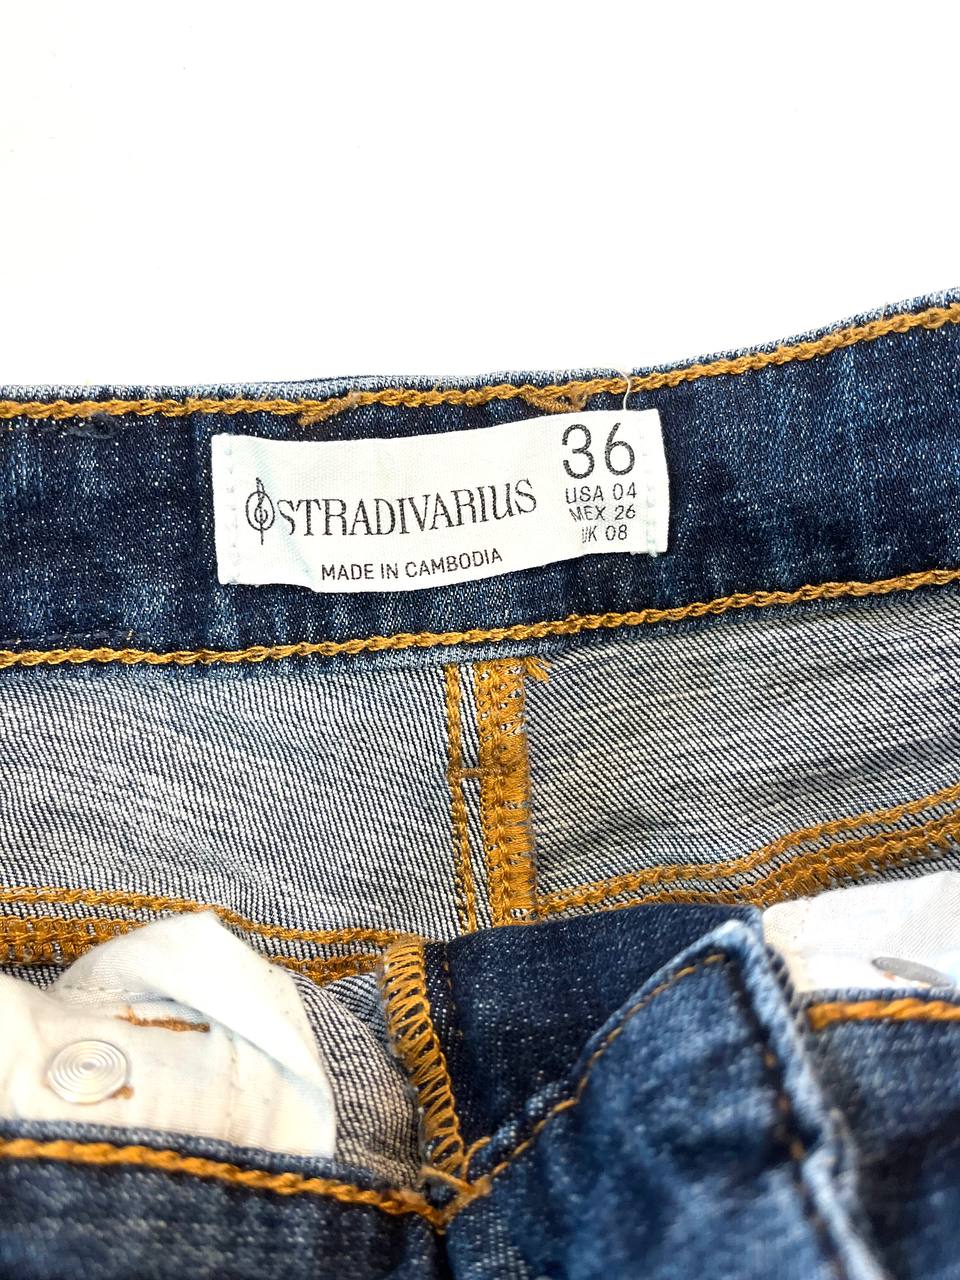 STRADIVARIUS
MADE IN CAMBODIA
36
USA 04
MEX 26
UK 08